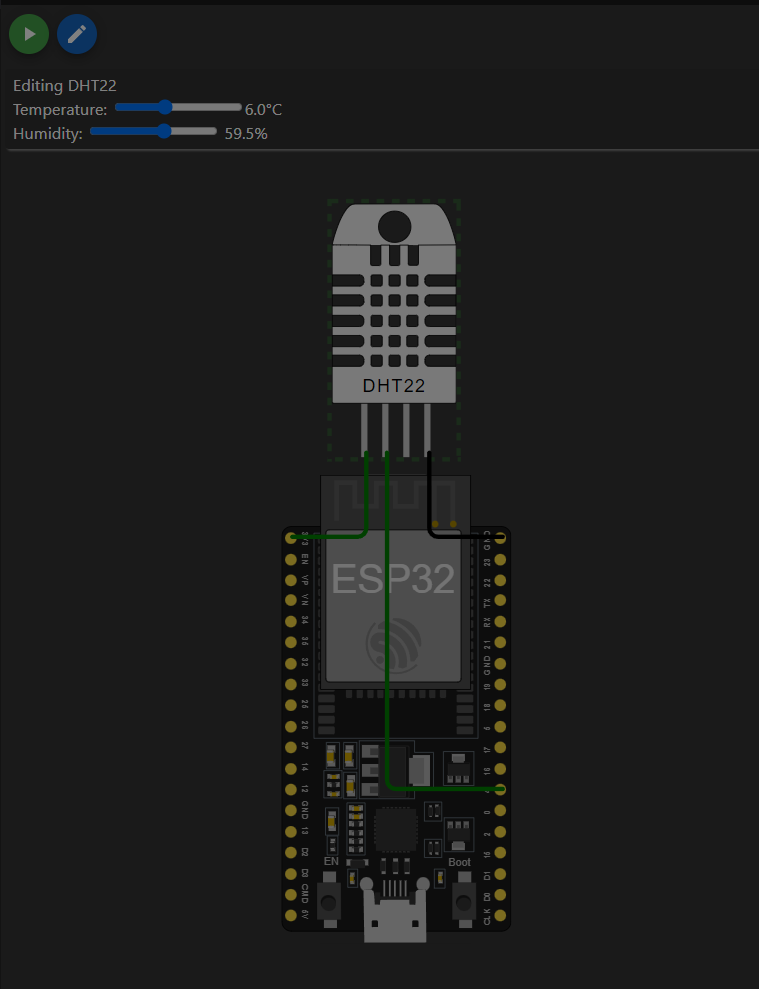 Editing DHT22
Temperature: 6.0°C
Humidity: 59.5%
DHT22
ESP32
3V3
GND
EN
23
VP
22
VN
TX
34
RX
35
21
32
GND
33
19
25
18
26
5
27
17
14
16
12
GND
0
13
2
D2
15
EN
Boot
D3
D1
CMD
D0
5V
CLK